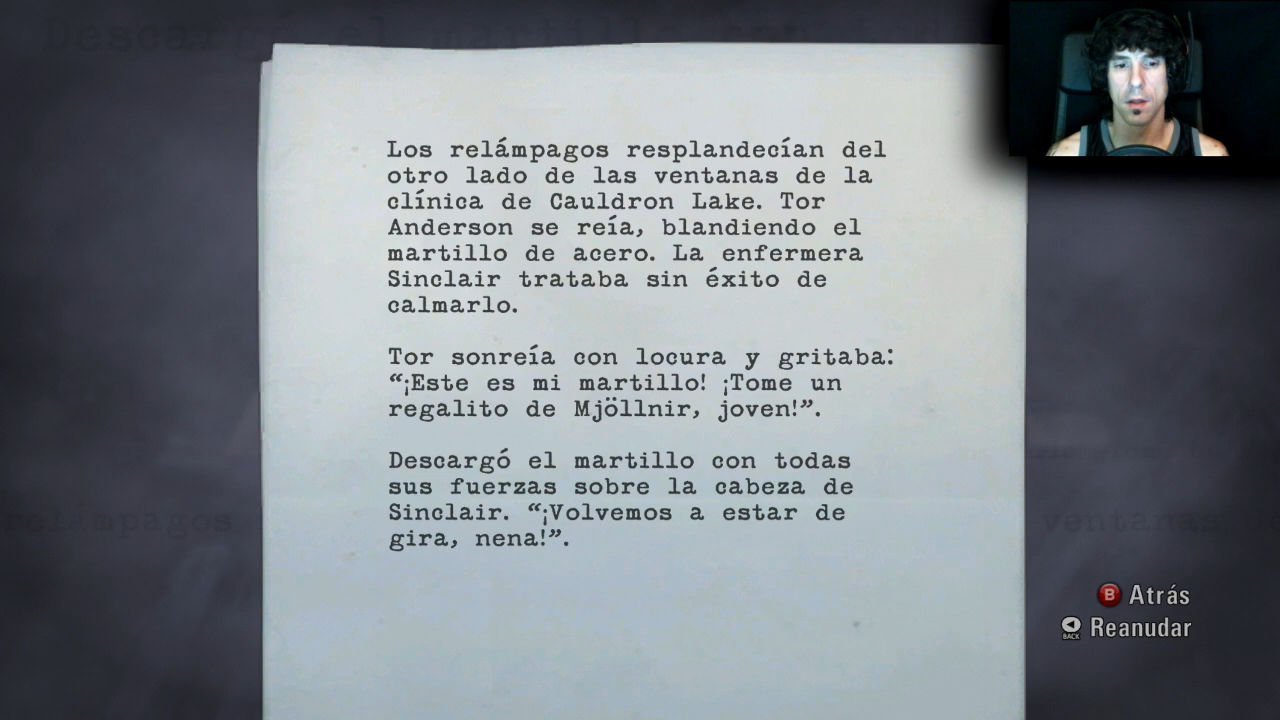 Los relámpagos resplandecían del
otro lado de las ventanas de la
clínica de Cauldron Lake. Tor
Anderson se reía, blandiendo el
martillo de acero. La enfermera
Sinclair trataba sin éxito de
calmarlo.
Tor sonreía con locura y gritaba:
“¡Este es mi martillo! ¡Tome un
regalito de Mjöllnir, joven!”.
Descargó el martillo con todas
sus fuerzas sobre la cabeza de
Sinclair. “¡Volvemos a estar de
gira, nena!”.
B Atrás
BACK Reanudar
relámpagos
ventanas